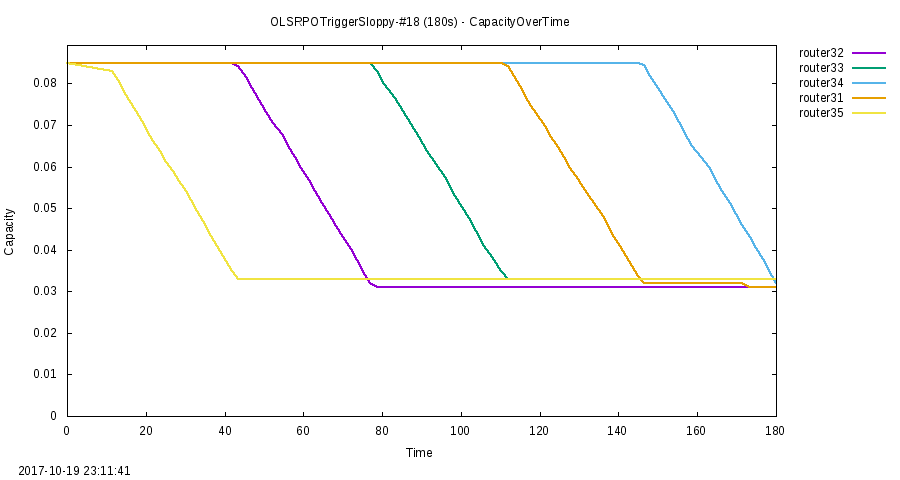 OLSRPOTriggerSloppy-#18 (180s) - CapacityOverTime
router32
router33
router34
router31
router35
0.08
0.07
0.06
0.05
0.04
0.03
0.02
0.01
0
Capacity
0 20 40 60 80 100 120 140 160 180
Time
2017-10-19 23:11:41